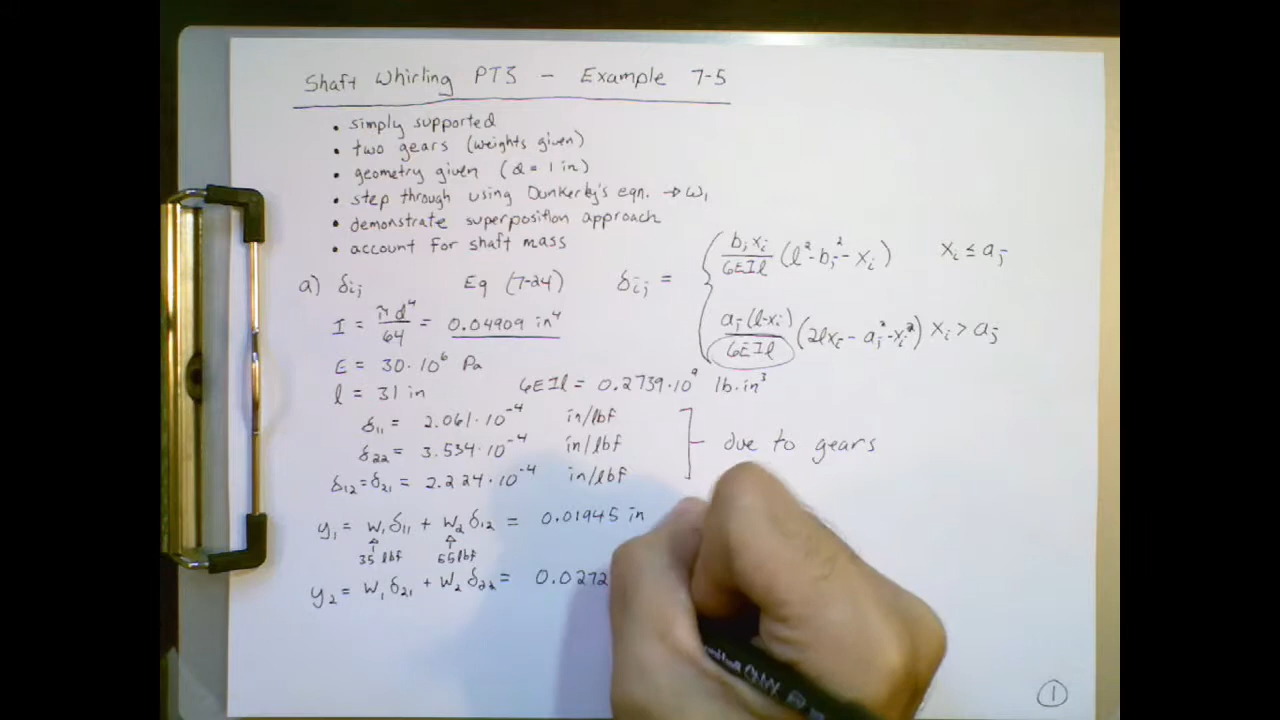 Shaft Whirling PT3 – Example 7-5
• simply supported
• two gears (weights given)
• geometry given (d = 1 in)
• step through using Dunkerly's eqn. → ω₁
• demonstrate superposition approach
• account for shaft mass
a) δij Eq (7-24) δij = { bj xi / 6EIl (l² - bj² - xi) xi ≤ aj
aj (l-xi) / 6EIl (2lxi - aj² - xi²) xi > aj
I = πd⁴/64 = 0.04909 in⁴
E = 30·10⁶ Pa
l = 31 in 6EIl = 0.2739·10⁹ lb·in³
δ₁₁ = 2.061·10⁻⁴ in/lbf
δ₂₂ = 3.534·10⁻⁴ in/lbf ] due to gears
δ₁₂=δ₂₁ = 2.224·10⁻⁴ in/lbf
y₁ = w₁δ₁₁ + w₂δ₁₂ = 0.01945 in
35 lbf 55 lbf
y₂ = w₁δ₂₁ + w₂δ₂₂ = 0.0272
1